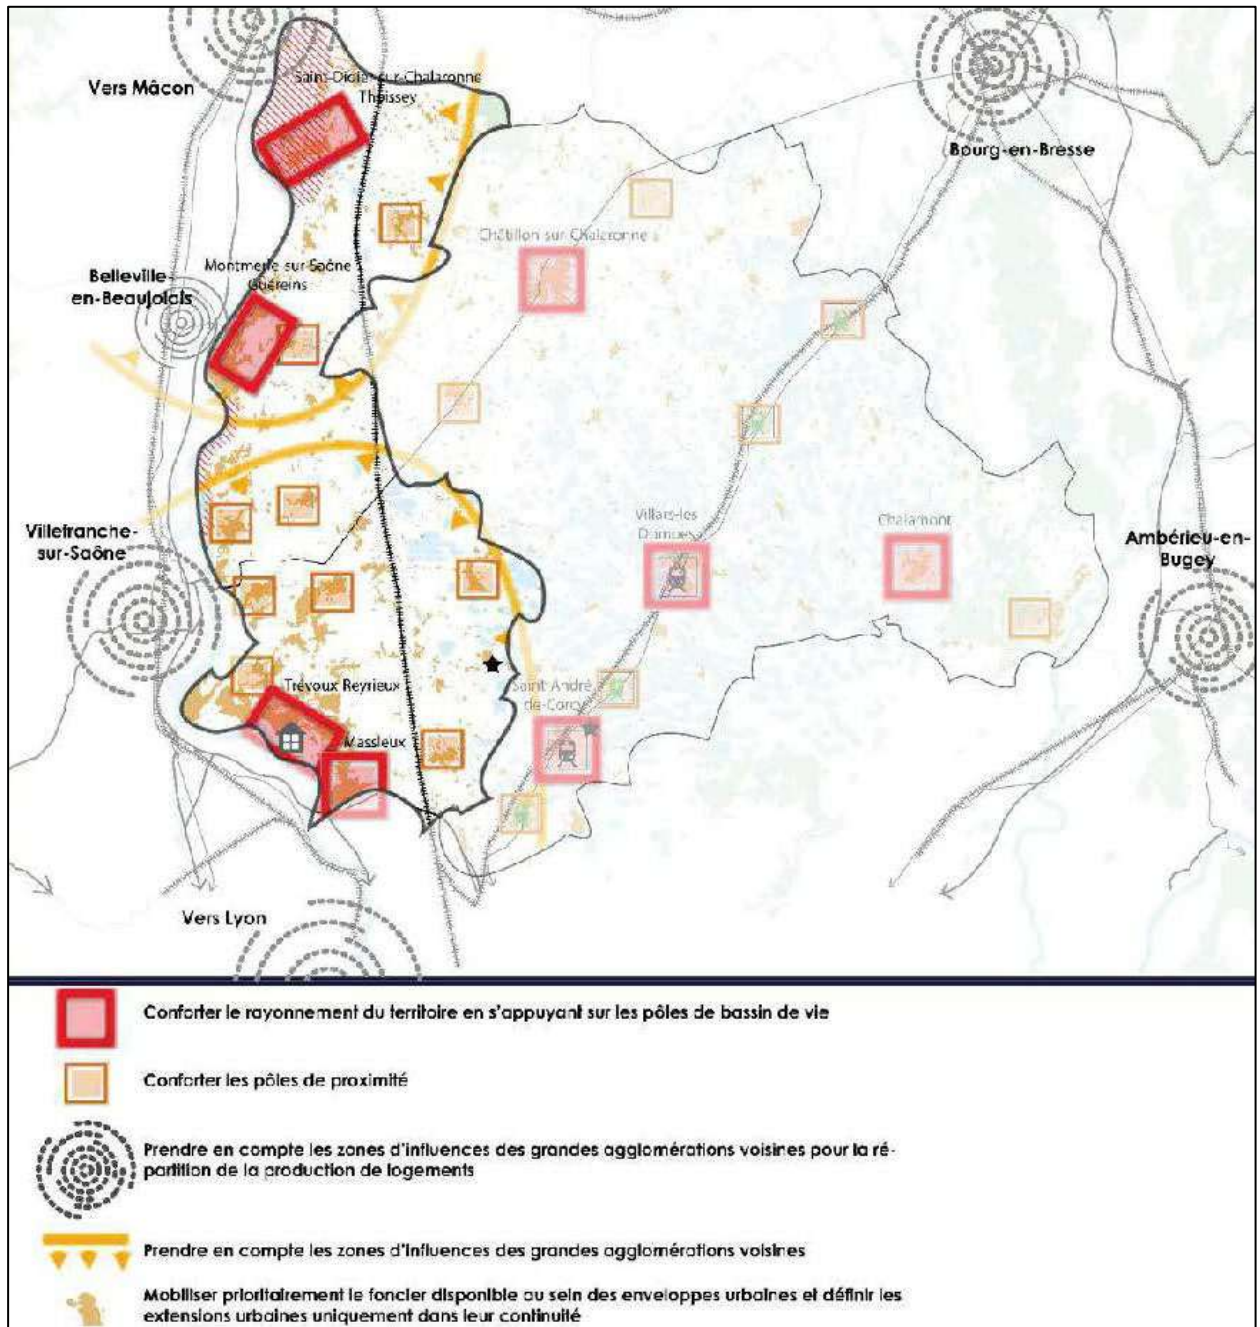 Vers Mâcon
Saint-Didier-sur-Chalaronne
Thoissey
Bourg-en-Bresse
Châtillon-sur-Chalaronne
Montmerle-sur-Saône
Guéreins
Belleville-
en-Beaujolais
Villefranche-
sur-Saône
Villars-les
Dombes
Chalamont
Ambérieu-en-
Bugey
Trévoux Reyrieux
Saint-André
de-Corcy
Massieux
Vers Lyon
Conforter le rayonnement du territoire en s'appuyant sur les pôles de bassin de vie
Conforter les pôles de proximité
Prendre en compte les zones d'influences des grandes agglomérations voisines pour la ré-
partition de la production de logements
Prendre en compte les zones d'influences des grandes agglomérations voisines
Mobiliser prioritairement le foncier disponible au sein des enveloppes urbaines et définir les
extensions urbaines uniquement dans leur continuité